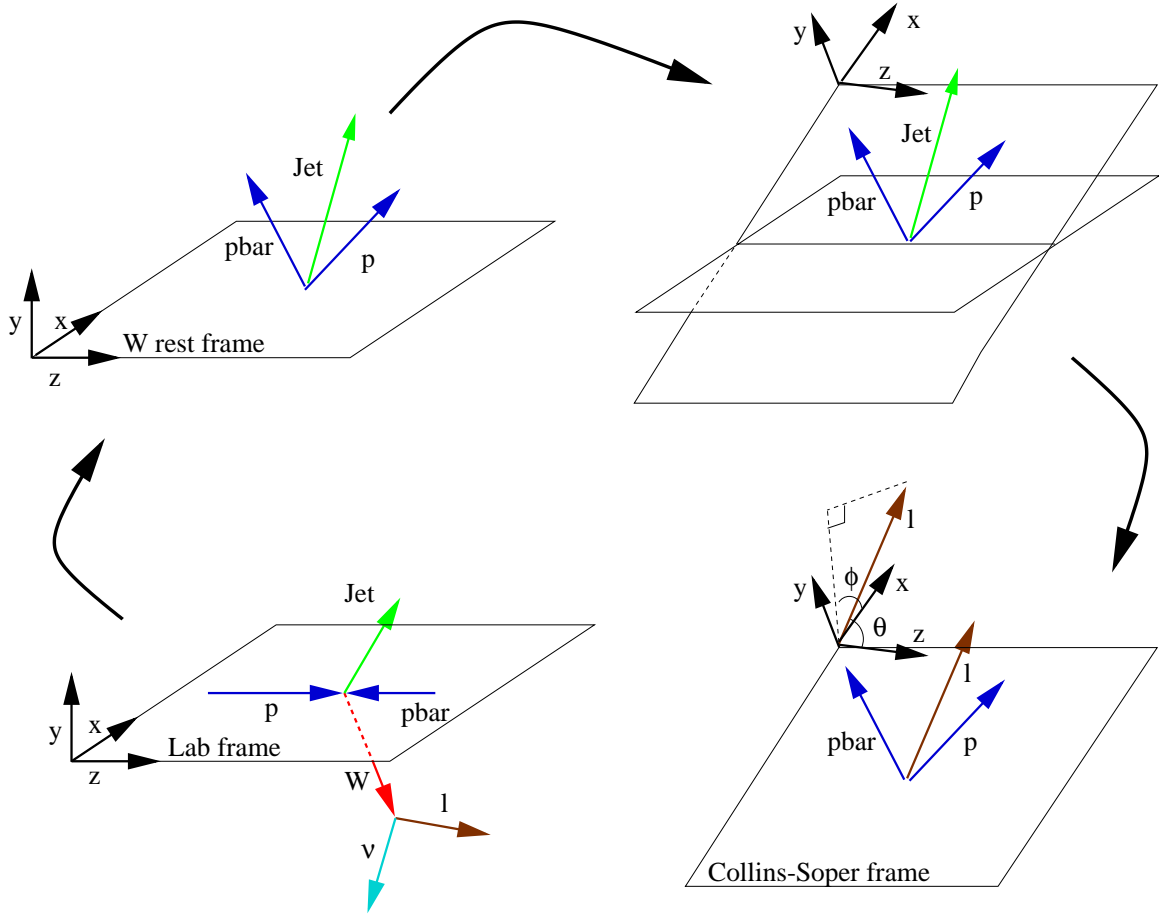 Jet
pbar
p
y
x
z
W rest frame
y
x
z
Jet
pbar
p
Jet
p
pbar
y
x
z
Lab frame
W
l
ν
l
y
ϕ
x
θ
z
l
pbar
p
Collins-Soper frame